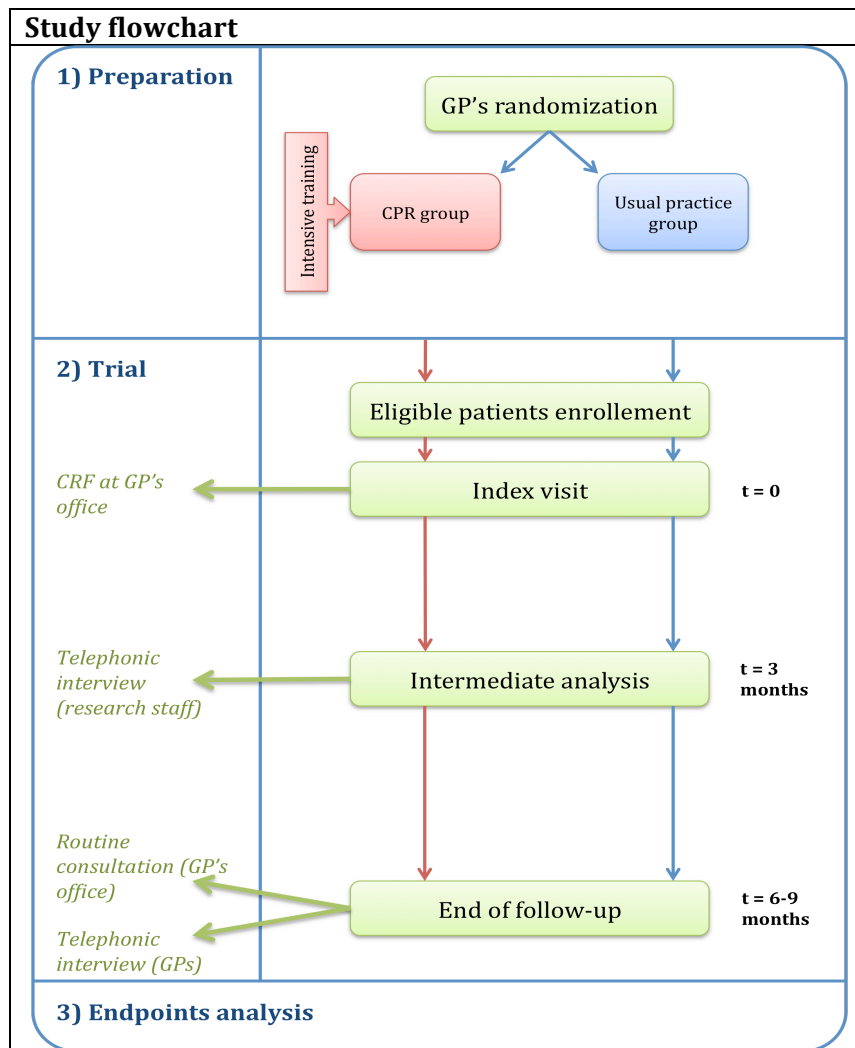 Study flowchart
1) Preparation
GP's randomization
Intensive training
CPR group
Usual practice
group
2) Trial
Eligible patients enrollement
CRF at GP's
office
Index visit
t = 0
Telephonic
interview
(research staff)
Intermediate analysis
t = 3
months
Routine
consultation (GP's
office)
Telephonic
interview (GPs)
End of follow-up
t = 6-9
months
3) Endpoints analysis